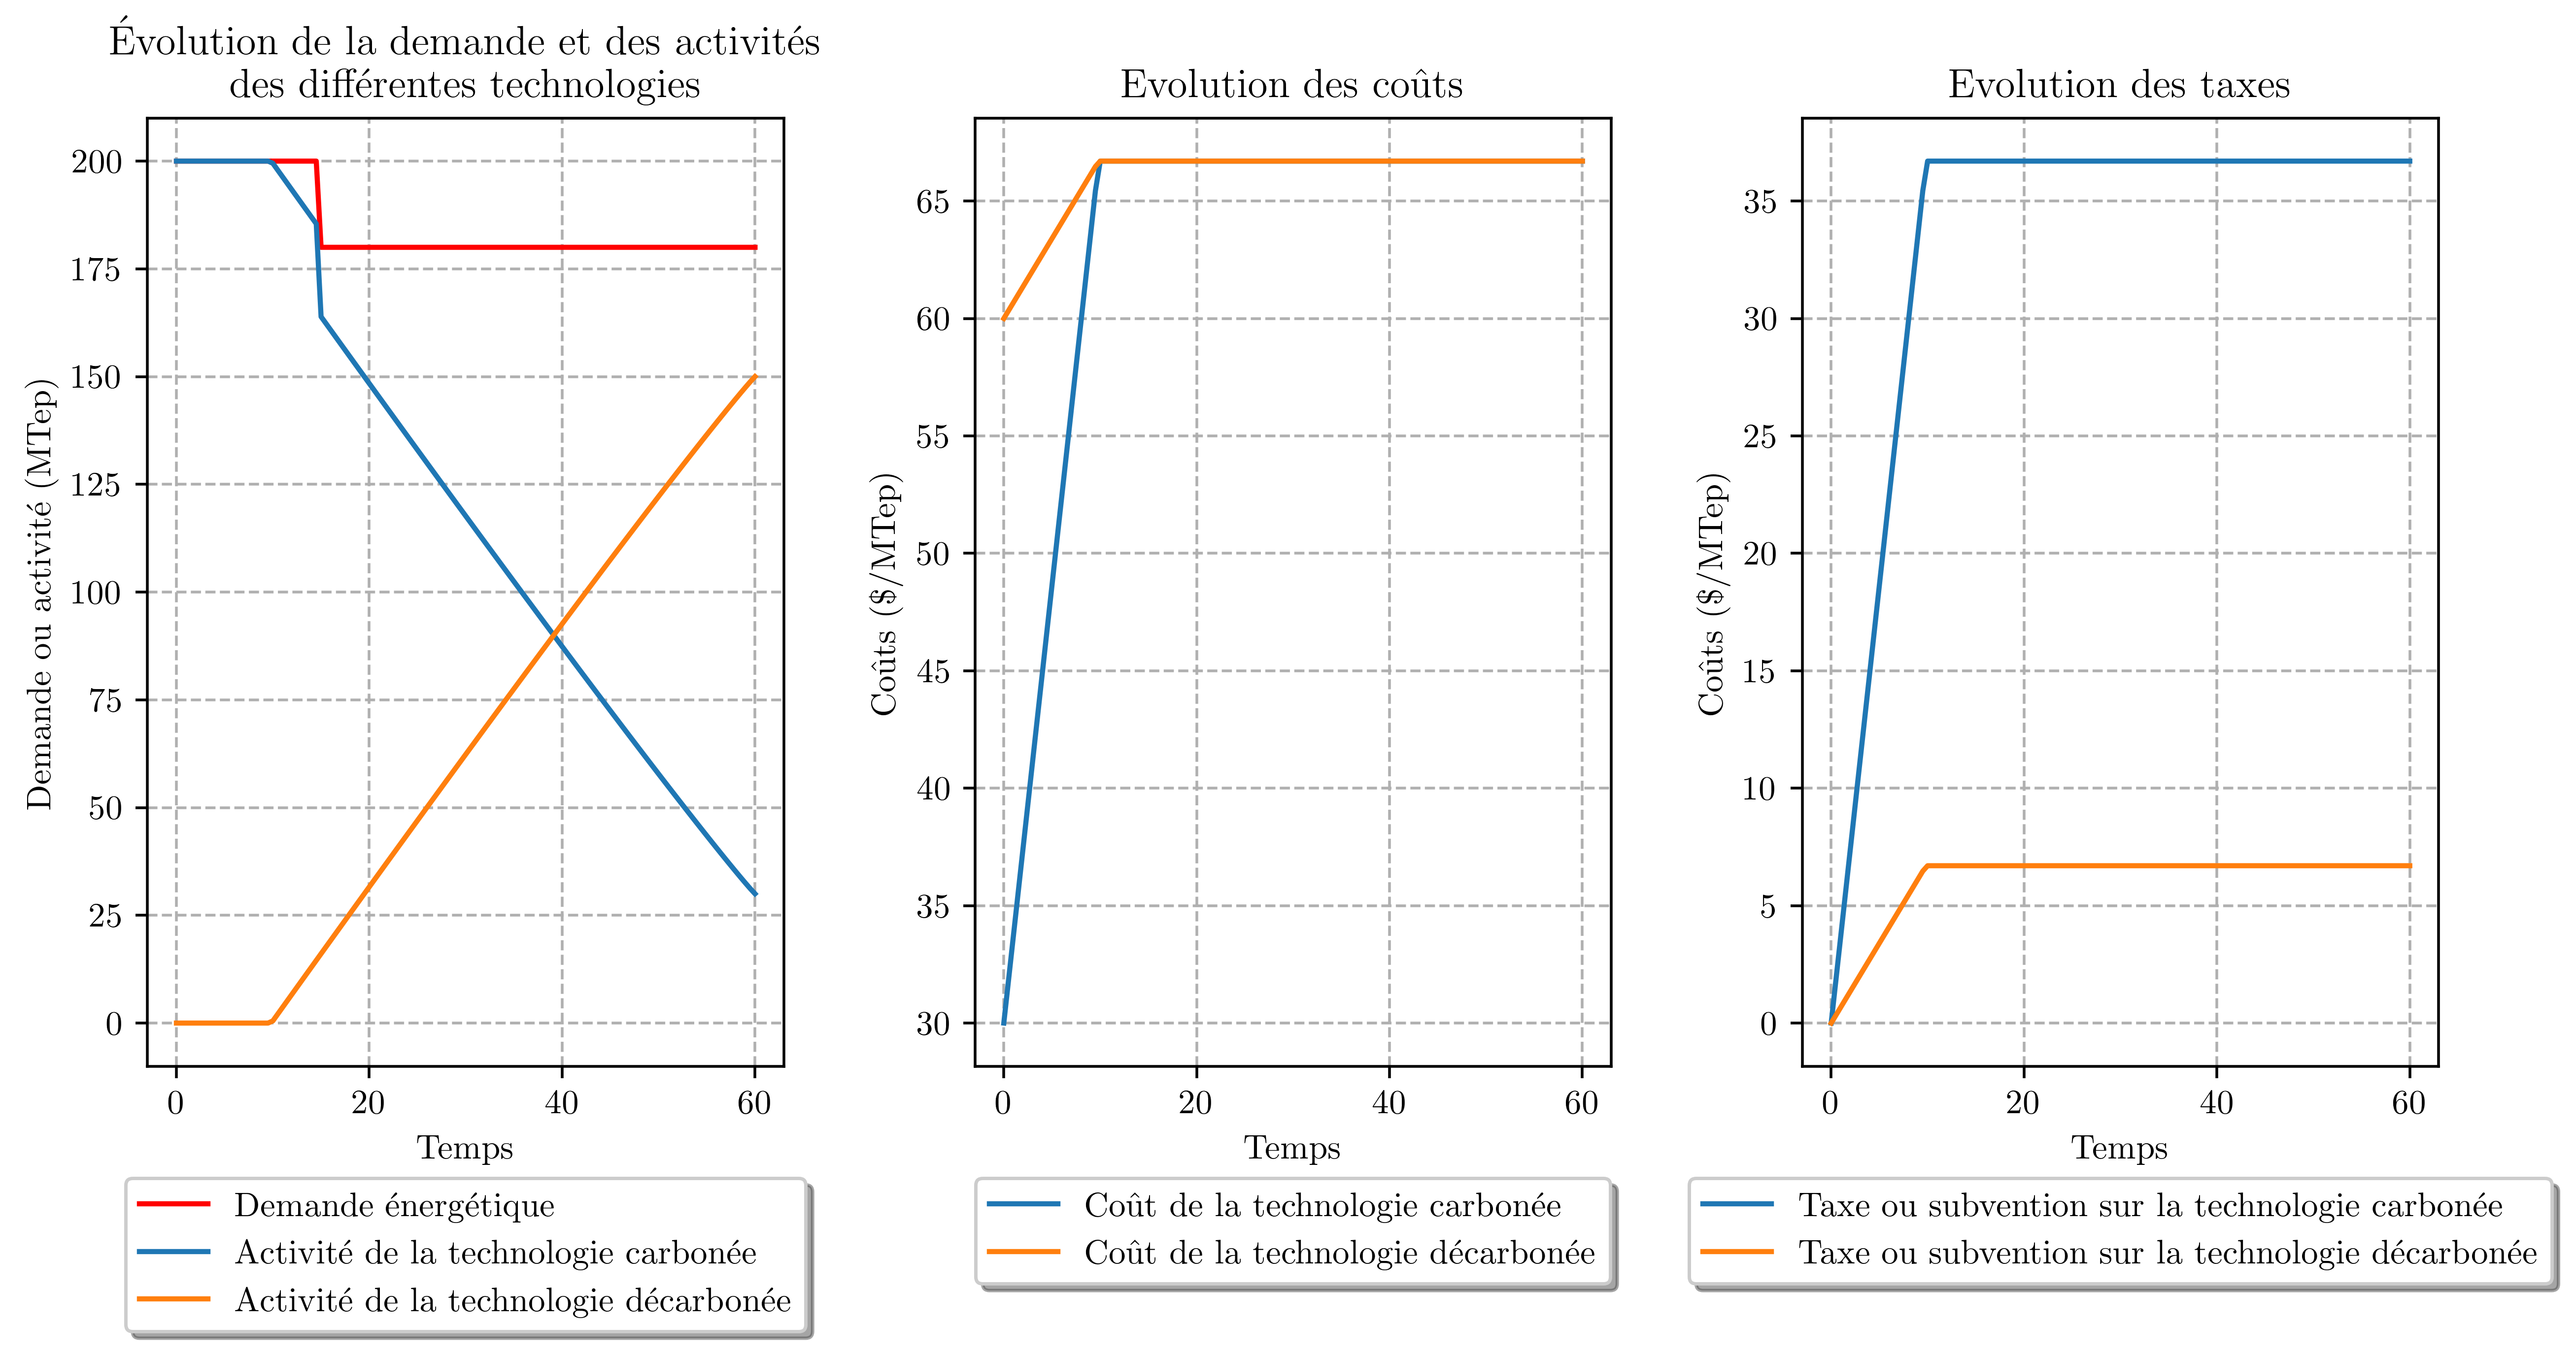 Évolution de la demande et des activités
des différentes technologies
Demande ou activité (MTep)
200
175
150
125
100
75
50
25
0
0 20 40 60
Temps
Demande énergétique
Activité de la technologie carbonée
Activité de la technologie décarbonée
Evolution des coûts
Coûts ($/MTep)
65
60
55
50
45
40
35
30
0 20 40 60
Temps
Coût de la technologie carbonée
Coût de la technologie décarbonée
Evolution des taxes
Coûts ($/MTep)
35
30
25
20
15
10
5
0
0 20 40 60
Temps
Taxe ou subvention sur la technologie carbonée
Taxe ou subvention sur la technologie décarbonée